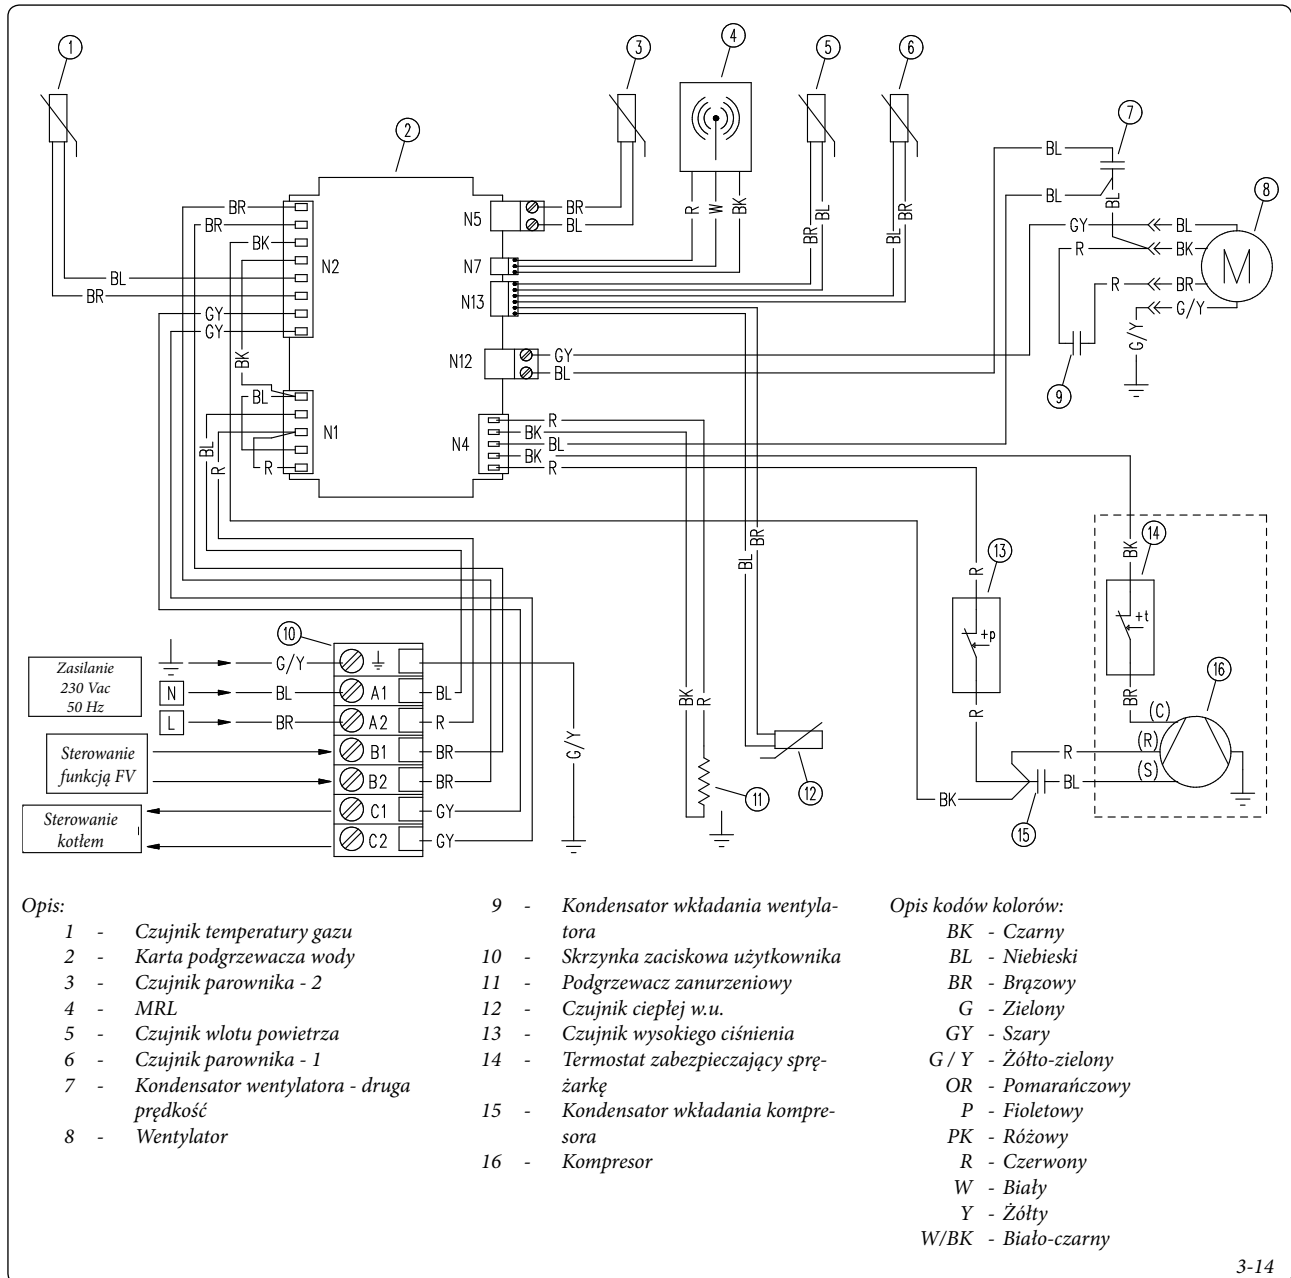 1
3
4
5
6
7
2
8
BL
BR
BR
BR
BK
N5
BL
R
W
BK
BR
BL
BL
BR
BL
BL
GY
BL
R
BK
M
N2
N7
BL
BR
N13
R
BR
G/Y
G/Y
GY
GY
BK
N12
GY
BL
9
BL
R
BK
BL
N1
N4
BL
BK
R
BL
R
R
BL
BR
13
R
BK
14
+p
+t
10
Zasilanie
230 Vac
50 Hz
G/Y
N
BL
A1
BL
L
BR
A2
R
BK
R
R
BR
16
(C)
(R)
(S)
Sterowanie
funkcją FV
B1
BR
B2
BR
G/Y
12
R
BL
BK
11
15
Sterowanie
kotłem
C1
GY
C2
GY
Opis:
1 - Czujnik temperatury gazu
2 - Karta podgrzewacza wody
3 - Czujnik parownika - 2
4 - MRL
5 - Czujnik wlotu powietrza
6 - Czujnik parownika - 1
7 - Kondensator wentylatora - druga
prędkość
8 - Wentylator
9 - Kondensator wkładania wentyla-
tora
10 - Skrzynka zaciskowa użytkownika
11 - Podgrzewacz zanurzeniowy
12 - Czujnik ciepłej w.u.
13 - Czujnik wysokiego ciśnienia
14 - Termostat zabezpieczający sprę-
żarkę
15 - Kondensator wkładania kompre-
sora
16 - Kompresor
Opis kodów kolorów:
BK - Czarny
BL - Niebieski
BR - Brązowy
G - Zielony
GY - Szary
G / Y - Żółto-zielony
OR - Pomarańczowy
P - Fioletowy
PK - Różowy
R - Czerwony
W - Biały
Y - Żółty
W/BK - Biało-czarny
3-14